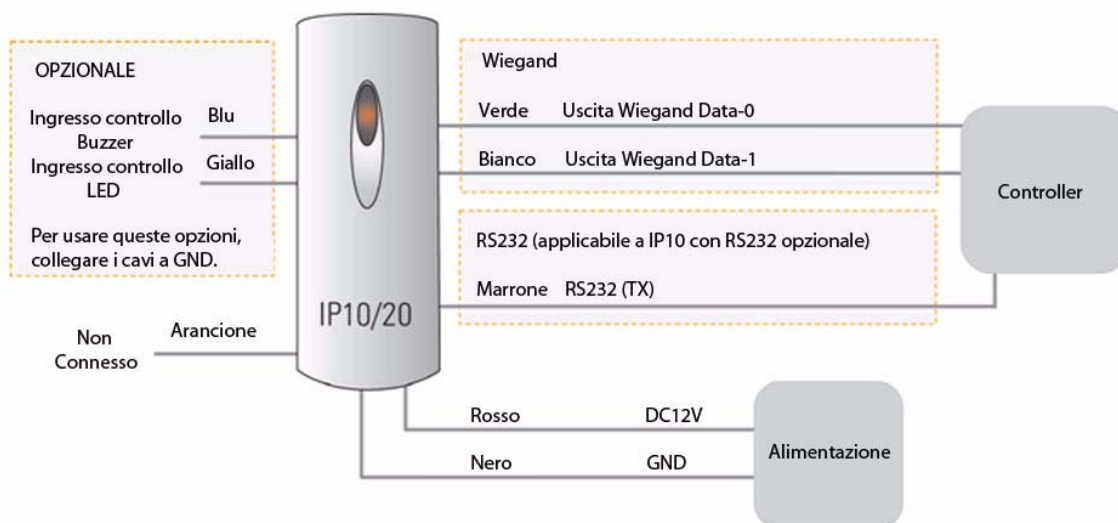 OPZIONALE
Ingresso controllo
Buzzer
Blu
Ingresso controllo
LED
Giallo
Per usare queste opzioni,
collegare i cavi a GND.
Non
Connesso
Arancione
IP10/20
Wiegand
Verde Uscita Wiegand Data-0
Bianco Uscita Wiegand Data-1
RS232 (applicabile a IP10 con RS232 opzionale)
Marrone RS232 (TX)
Controller
Rosso DC12V
Nero GND
Alimentazione